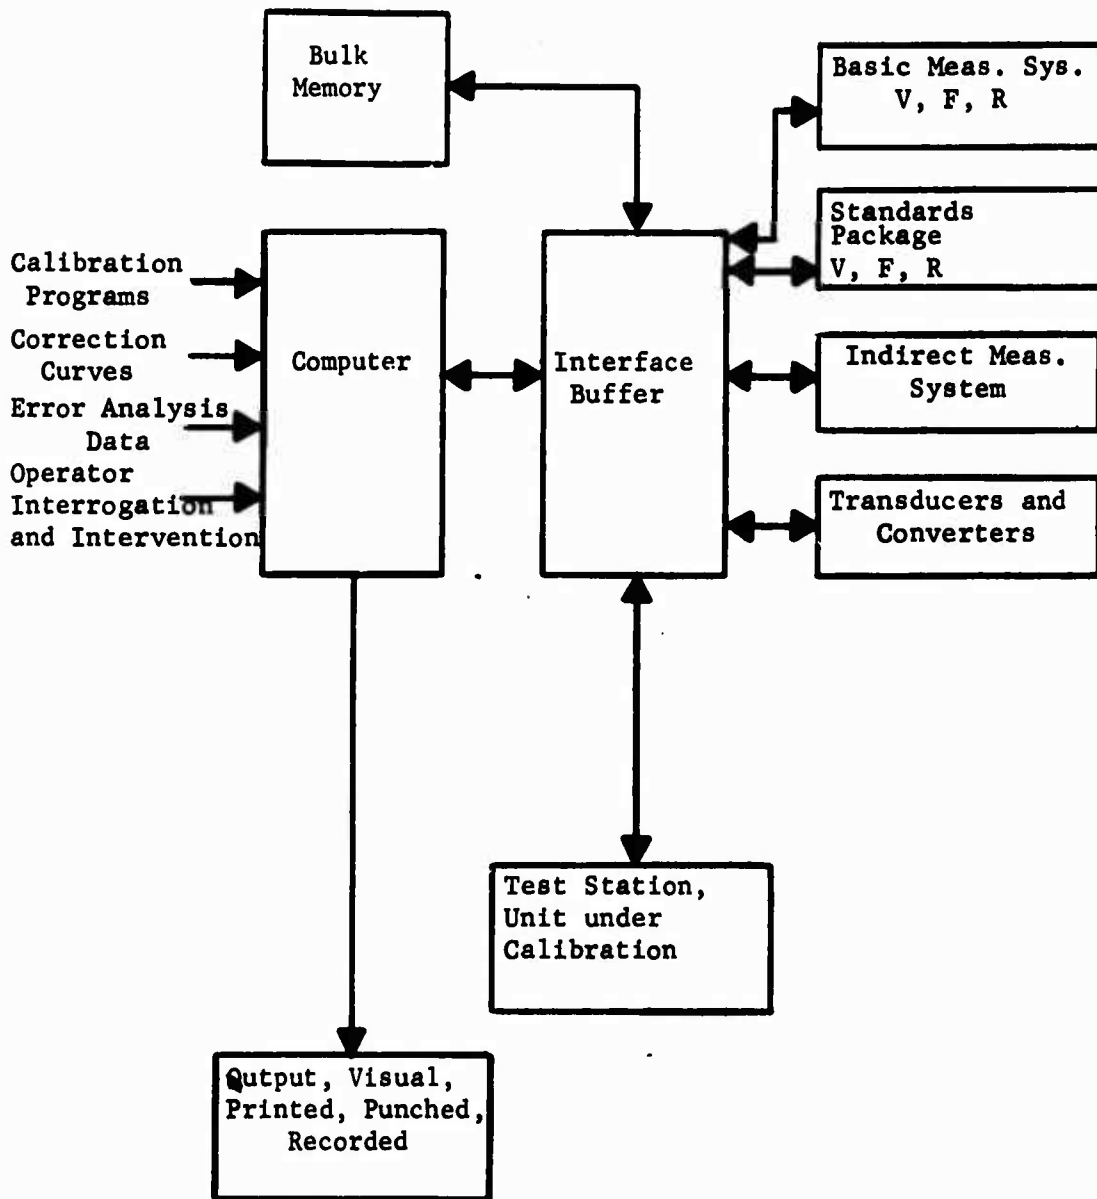 Bulk
Memory
Basic Meas. Sys.
V, F, R
Standards
Package
V, F, R
Calibration
Programs
Correction
Curves
Error Analysis
Data
Operator
Interrogation
and Intervention
Computer
Interface
Buffer
Indirect Meas.
System
Transducers and
Converters
Test Station,
Unit under
Calibration
Output, Visual,
Printed, Punched,
Recorded